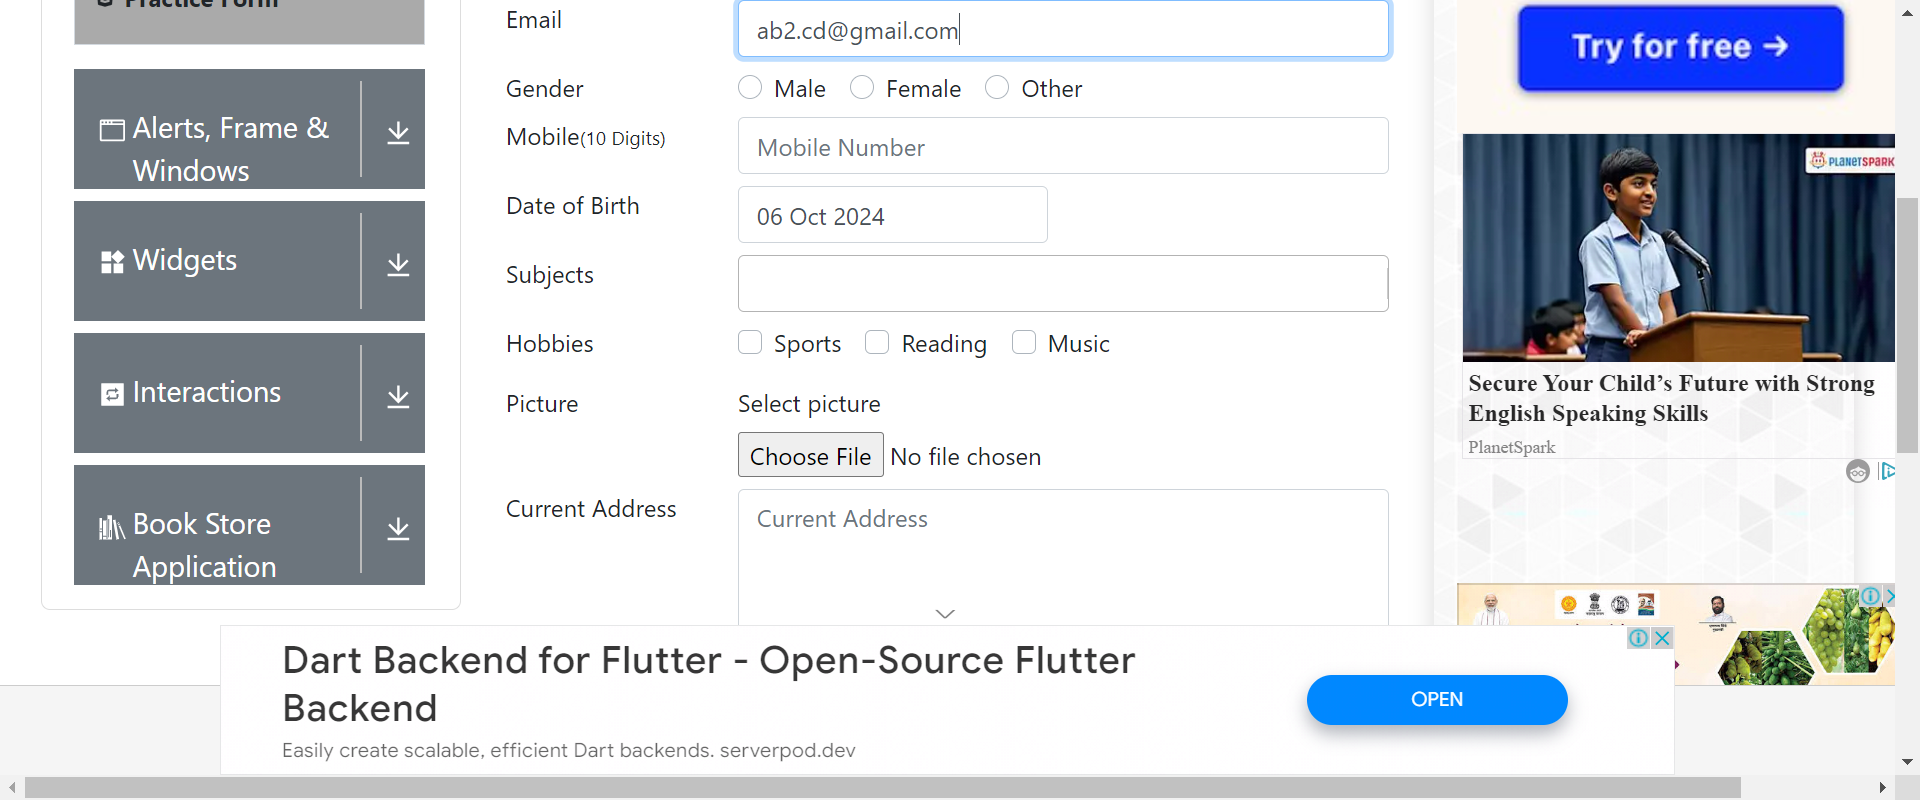 Practice Form
Alerts, Frame &
Windows
Widgets
Interactions
Book Store
Application
Email
ab2.cd@gmail.com
Gender
Male
Female
Other
Mobile(10 Digits)
Mobile Number
Date of Birth
06 Oct 2024
Subjects
Hobbies
Sports
Reading
Music
Picture
Select picture
Choose File
No file chosen
Current Address
Current Address
Try for free →
PLANETSPARK
Secure Your Child’s Future with Strong
English Speaking Skills
PlanetSpark
Dart Backend for Flutter - Open-Source Flutter
Backend
Easily create scalable, efficient Dart backends. serverpod.dev
OPEN